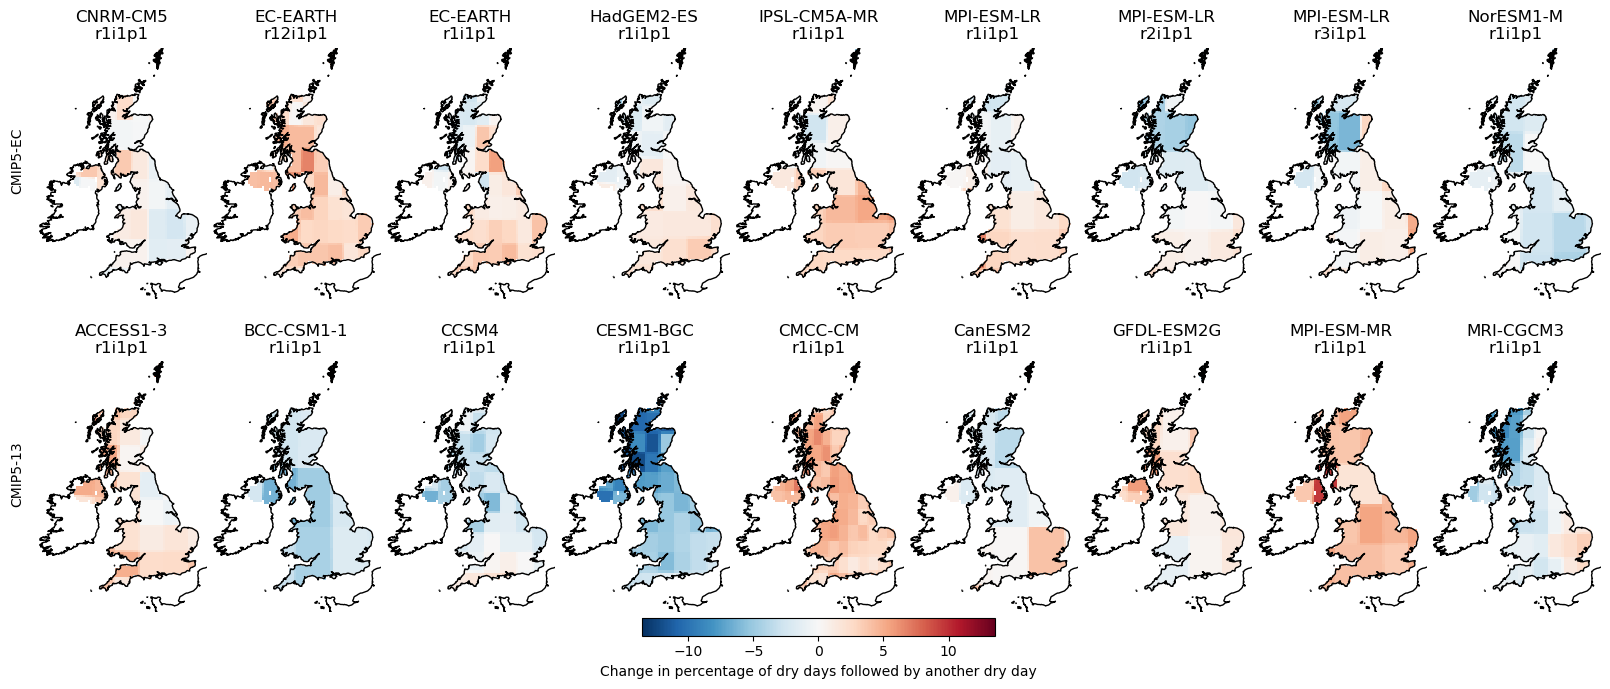 CNRM-CM5
r1i1p1
EC-EARTH
r12i1p1
EC-EARTH
r1i1p1
HadGEM2-ES
r1i1p1
IPSL-CM5A-MR
r1i1p1
MPI-ESM-LR
r1i1p1
MPI-ESM-LR
r2i1p1
MPI-ESM-LR
r3i1p1
NorESM1-M
r1i1p1
CMIP5-EC
ACCESS1-3
r1i1p1
BCC-CSM1-1
r1i1p1
CCSM4
r1i1p1
CESM1-BGC
r1i1p1
CMCC-CM
r1i1p1
CanESM2
r1i1p1
GFDL-ESM2G
r1i1p1
MPI-ESM-MR
r1i1p1
MRI-CGCM3
r1i1p1
CMIP5-13
−10 −5 0 5 10
Change in percentage of dry days followed by another dry day